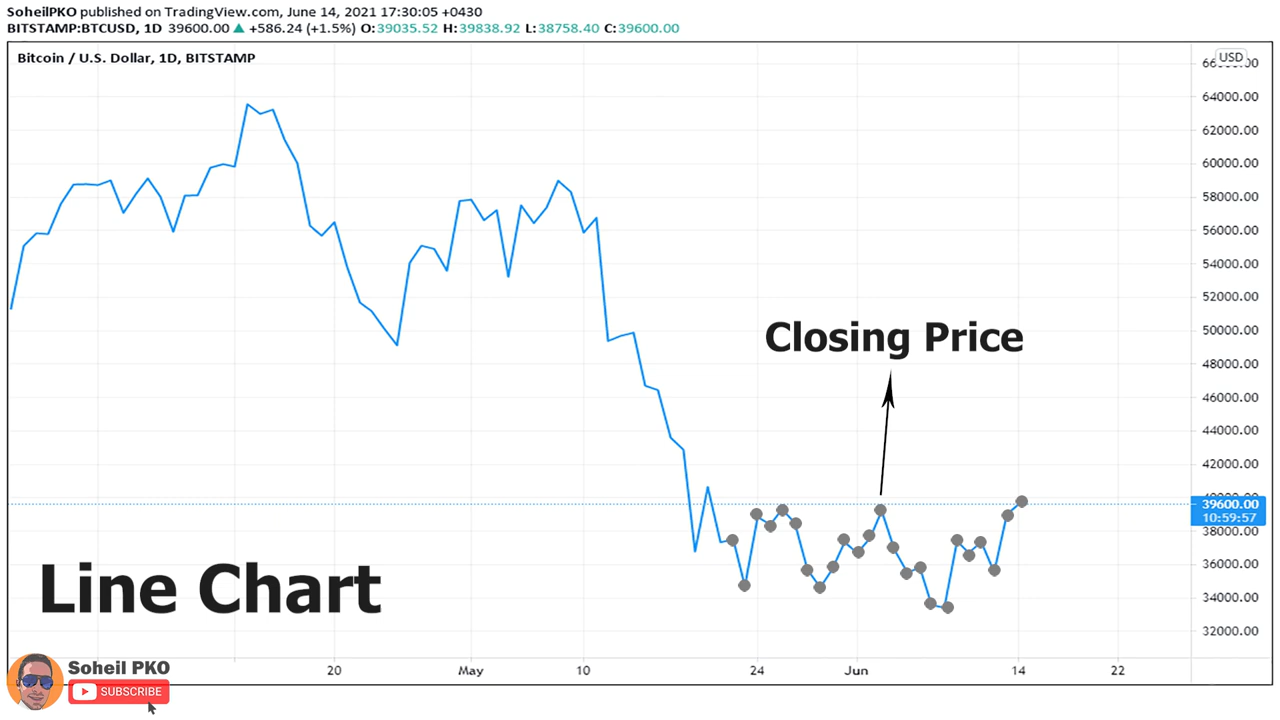 SoheilPKO published on TradingView.com, June 14, 2021 17:30:05 +0430
BITSTAMP:BTCUSD, 1D 39600.00 ▲ +586.24 (+1.5%) O:39035.52 H:39838.92 L:38758.40 C:39600.00
Bitcoin / U.S. Dollar, 1D, BITSTAMP
USD
64000.00
62000.00
60000.00
58000.00
56000.00
54000.00
52000.00
50000.00
48000.00
46000.00
44000.00
42000.00
39600.00
10:59:57
38000.00
36000.00
34000.00
32000.00
Closing Price
Line Chart
20 May 10 24 Jun 14 22
Soheil PKO
SUBSCRIBE